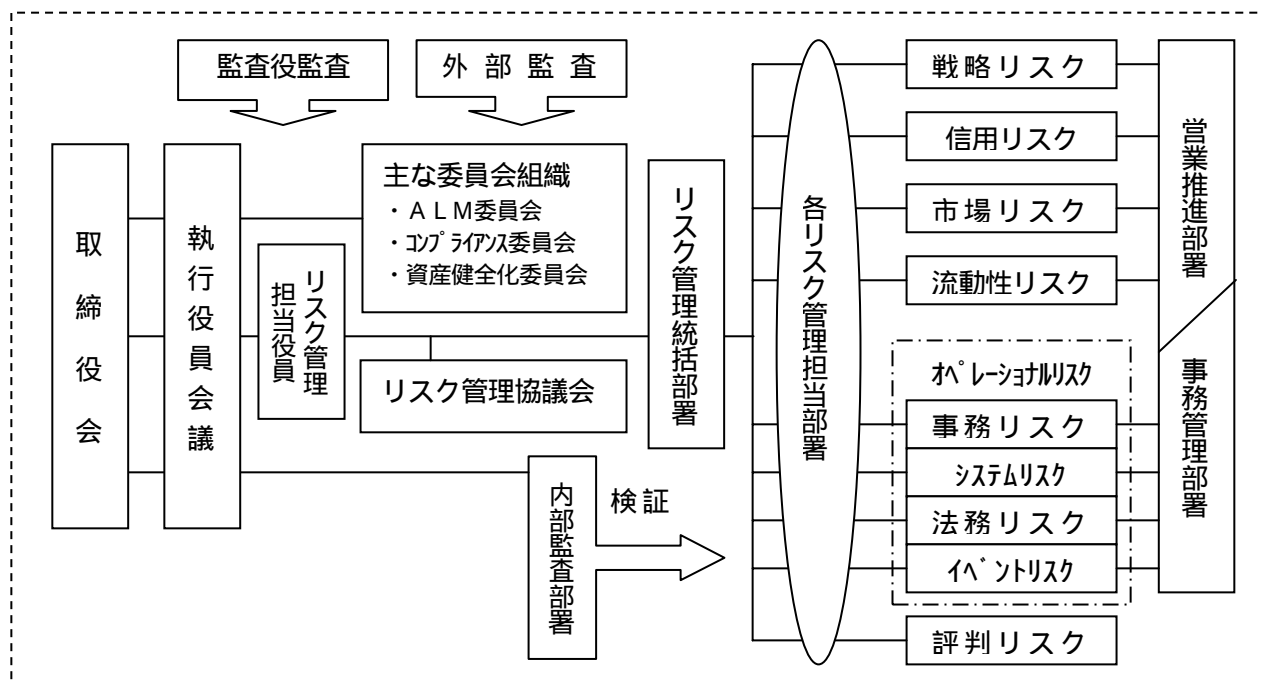 監査役監査
外部監査
取締役会
執行役員会議
リスク管理
担当役員
主な委員会組織
・ALM委員会
・ｺﾝﾌﾟﾗｲｱﾝｽ委員会
・資産健全化委員会
リスク管理協議会
内部監査部署
検証
リスク管理統括部署
各リスク管理担当部署
戦略リスク
信用リスク
市場リスク
流動性リスク
ｵﾍﾟﾚｰｼｮﾅﾙﾘｽｸ
事務リスク
ｼｽﾃﾑﾘｽｸ
法務リスク
ｲﾍﾞﾝﾄﾘｽｸ
評判リスク
営業推進部署
事務管理部署